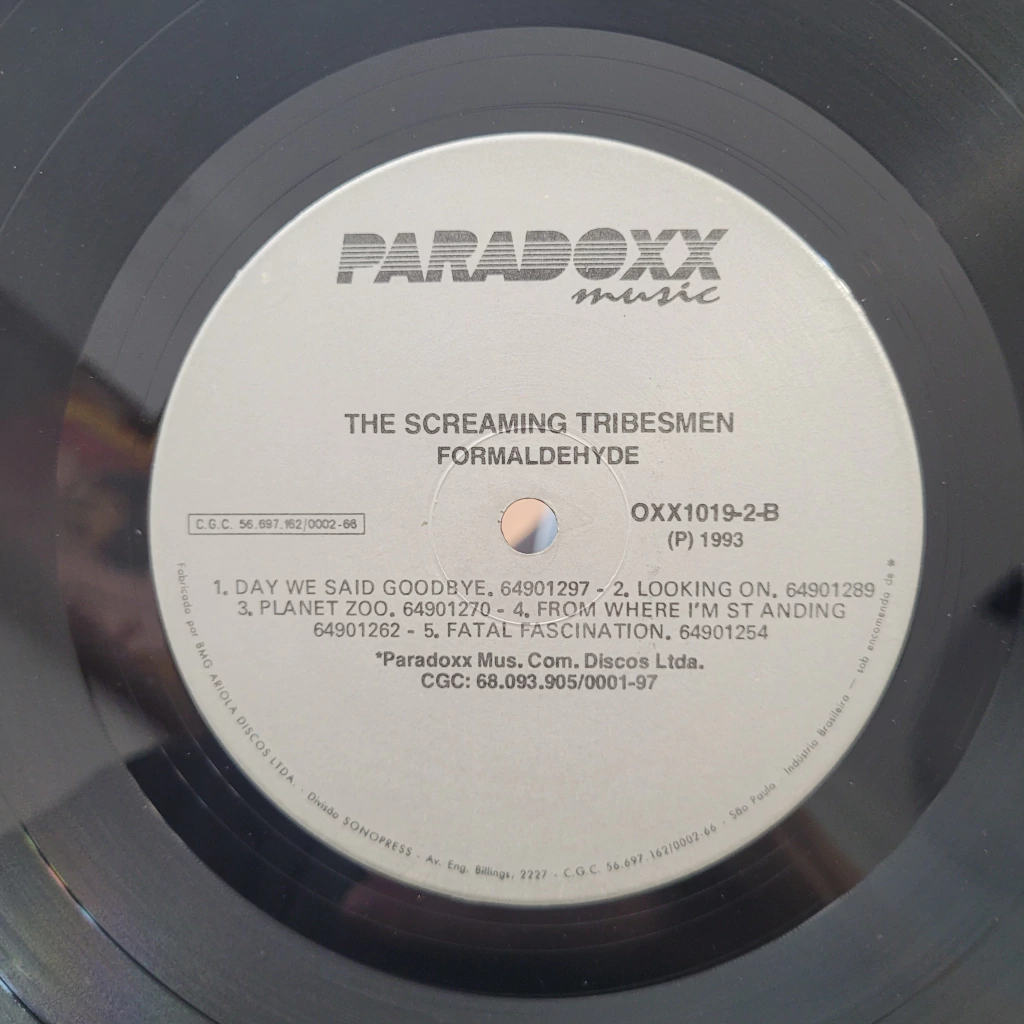 PARADOXX
music
THE SCREAMING TRIBESMEN
FORMALDEHYDE
C.G.C. 56.697.162/0002-66
OXX1019-2-B
(P) 1993
1. DAY WE SAID GOODBYE. 64901297 - 2. LOOKING ON. 64901289
3. PLANET ZOO. 64901270 - 4. FROM WHERE I'M ST ANDING
64901262 - 5. FATAL FASCINATION. 64901254
*Paradoxx Mus. Com. Discos Ltda.
CGC: 68.093.905/0001-97
Fabricado por BMG ARIOLA DISCOS LTDA. - Divisão SONOPRESS - Av. Eng. Billings, 2227 - C.G.C. 56.697.162/0002-66 - São Paulo - Indústria Brasileira — sob encomenda de *